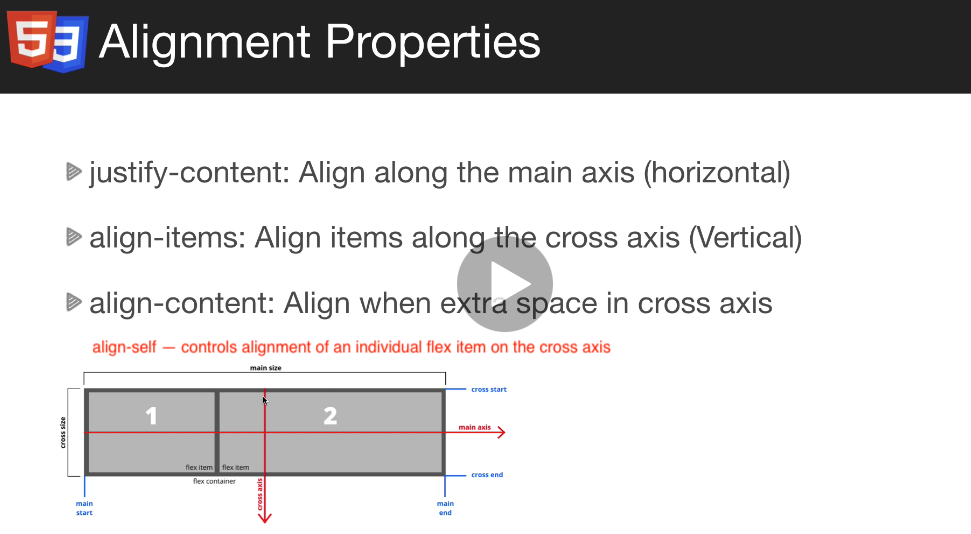 5 3 Alignment Properties
justify-content: Align along the main axis (horizontal)
align-items: Align items along the cross axis (Vertical)
align-content: Align when extra space in cross axis
align-self — controls alignment of an individual flex item on the cross axis
main size
cross start
1 2
cross size
main axis
flex item flex item
cross end
flex container
cross axis
main start
main end